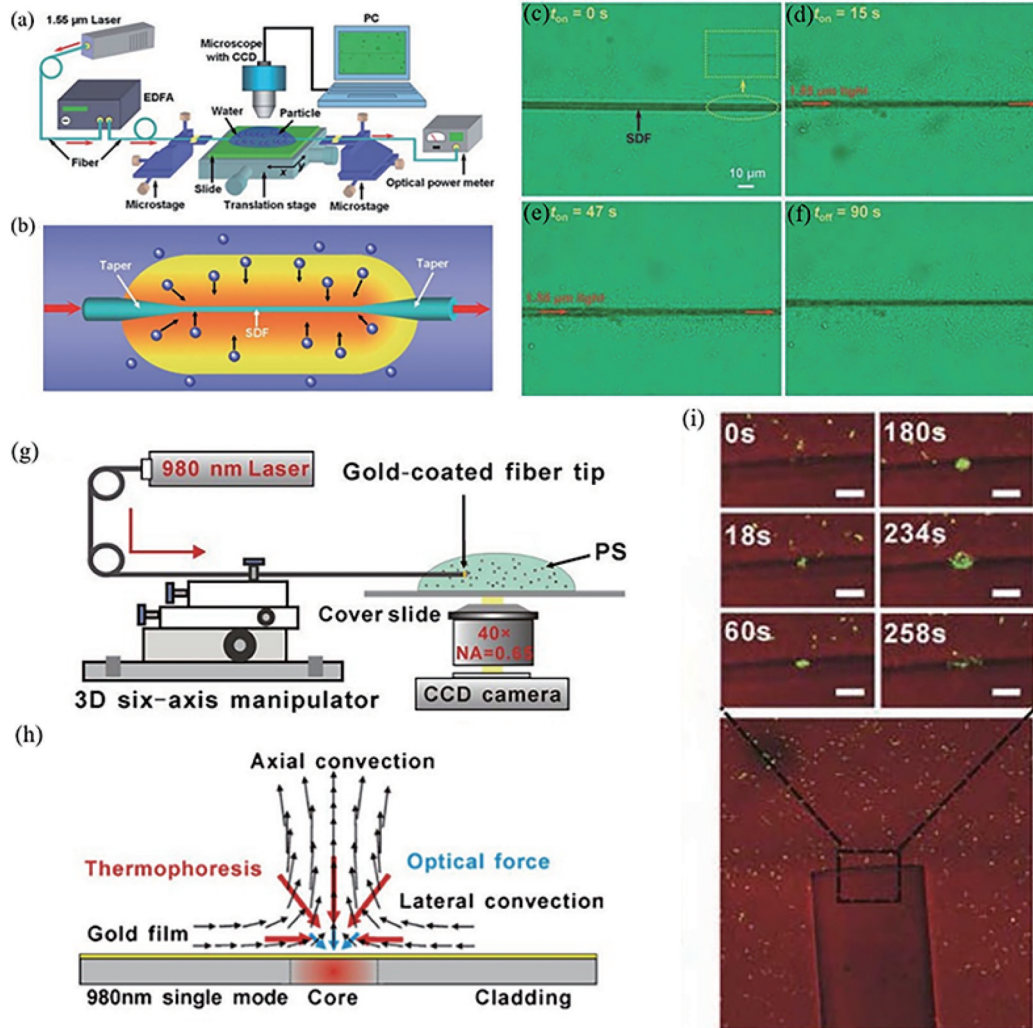 (a)
1.55 μm Laser
EDFA
Fiber
Microscope
with CCD
PC
Water
Particle
Slide
x
y
Microstage
Translation stage
Microstage
Optical power meter
(b)
Taper
SDF
Taper
(c) ton = 0 s
SDF
10 μm
(d) ton = 15 s
1.55 μm light
(e) ton = 47 s
1.55 μm light
(f) toff = 90 s
(g)
980 nm Laser
Gold-coated fiber tip
PS
Cover slide
40×
NA=0.65
CCD camera
3D six-axis manipulator
(h)
Axial convection
Thermophoresis
Optical force
Lateral convection
Gold film
980nm single mode
Core
Cladding
(i)
0s
180s
18s
234s
60s
258s